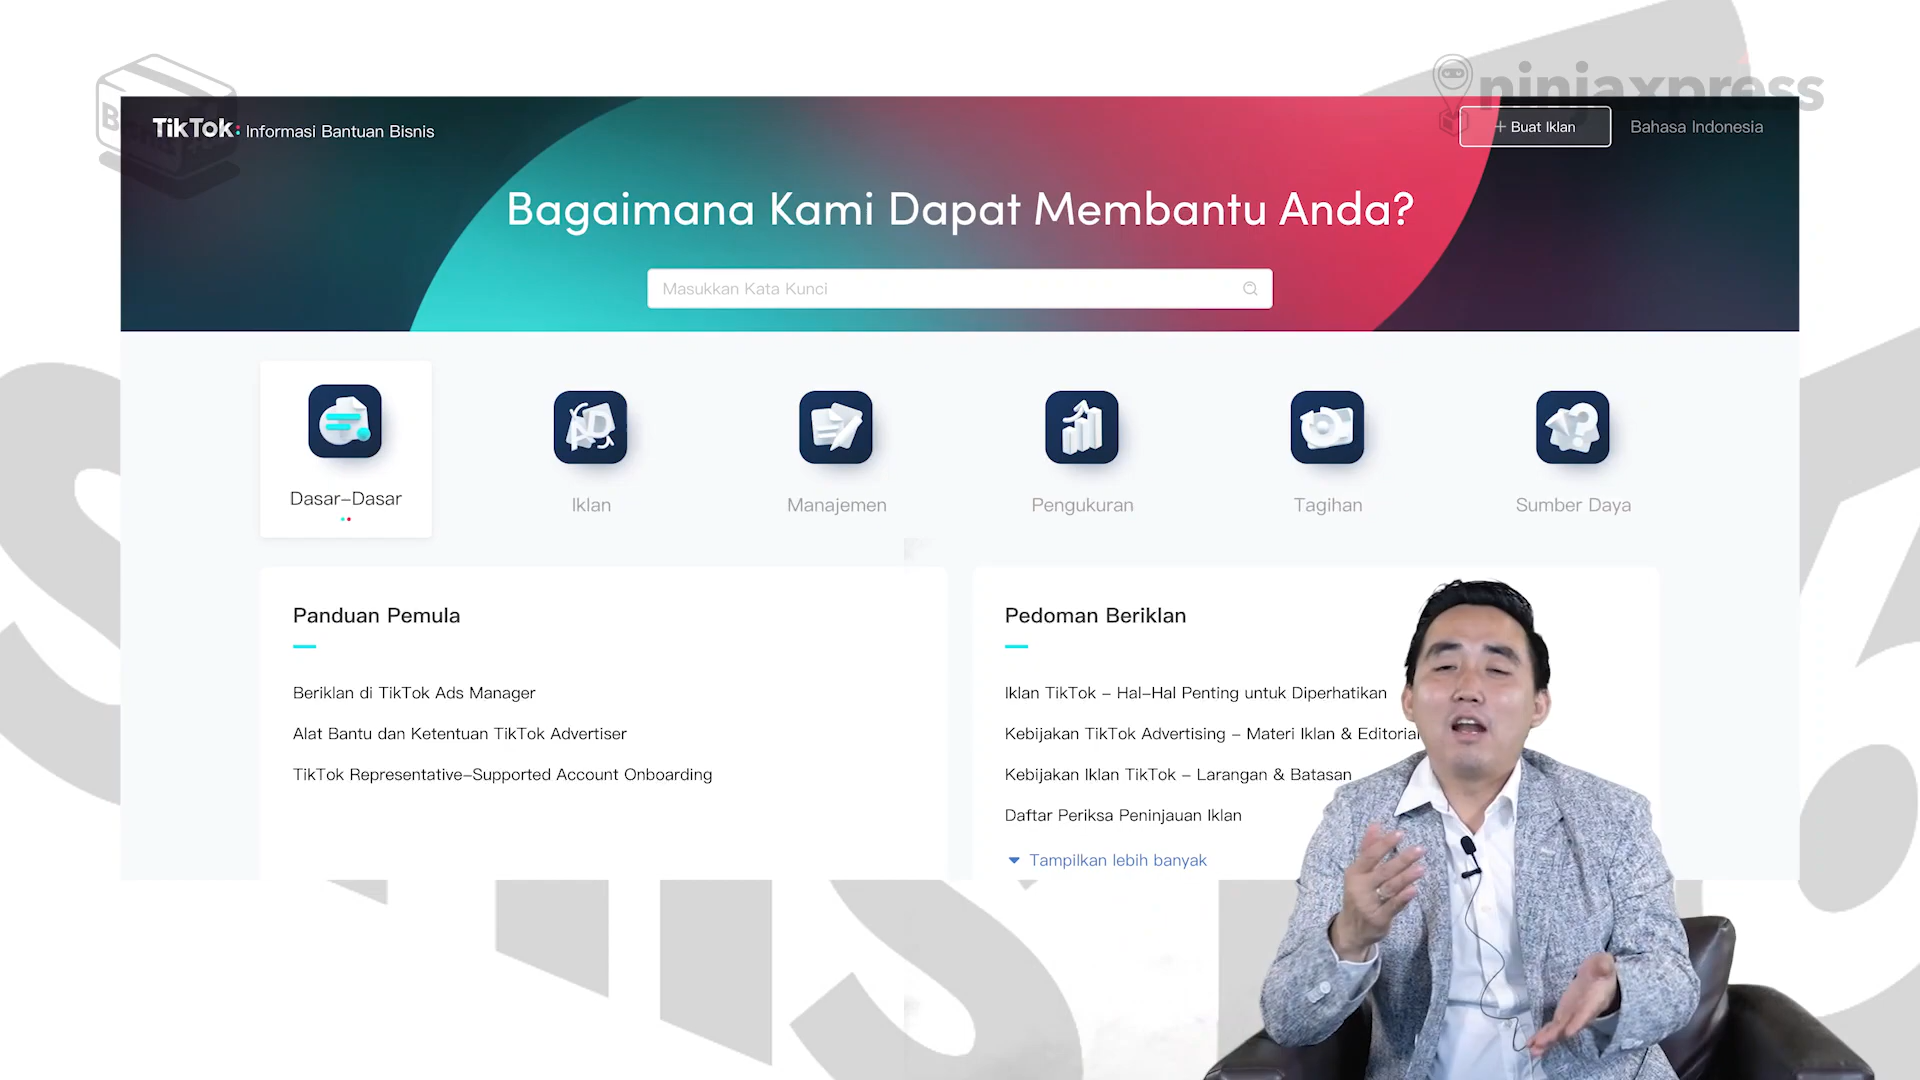 ninjaxpress
TikTok: Informasi Bantuan Bisnis
+ Buat Iklan
Bahasa Indonesia
Bagaimana Kami Dapat Membantu Anda?
Masukkan Kata Kunci
Dasar-Dasar
Iklan
Manajemen
Pengukuran
Tagihan
Sumber Daya
Panduan Pemula
Beriklan di TikTok Ads Manager
Alat Bantu dan Ketentuan TikTok Advertiser
TikTok Representative-Supported Account Onboarding
Pedoman Beriklan
Iklan TikTok - Hal-Hal Penting untuk Diperhatikan
Kebijakan TikTok Advertising - Materi Iklan & Editorial
Kebijakan Iklan TikTok - Larangan & Batasan
Daftar Periksa Peninjauan Iklan
Tampilkan lebih banyak